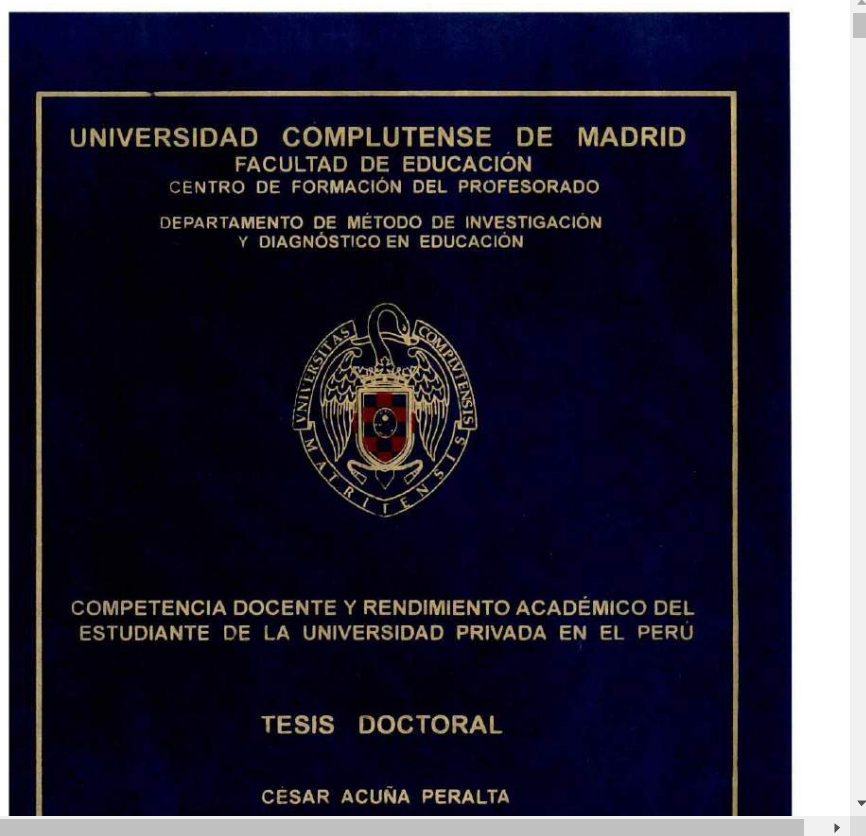 UNIVERSIDAD COMPLUTENSE DE MADRID
FACULTAD DE EDUCACIÓN
CENTRO DE FORMACIÓN DEL PROFESORADO
DEPARTAMENTO DE MÉTODO DE INVESTIGACIÓN
Y DIAGNÓSTICO EN EDUCACIÓN
VNIVERSITAS COMPLVTENSIS
MATRITENSIS
COMPETENCIA DOCENTE Y RENDIMIENTO ACADÉMICO DEL
ESTUDIANTE DE LA UNIVERSIDAD PRIVADA EN EL PERÚ
TESIS DOCTORAL
CÉSAR ACUÑA PERALTA